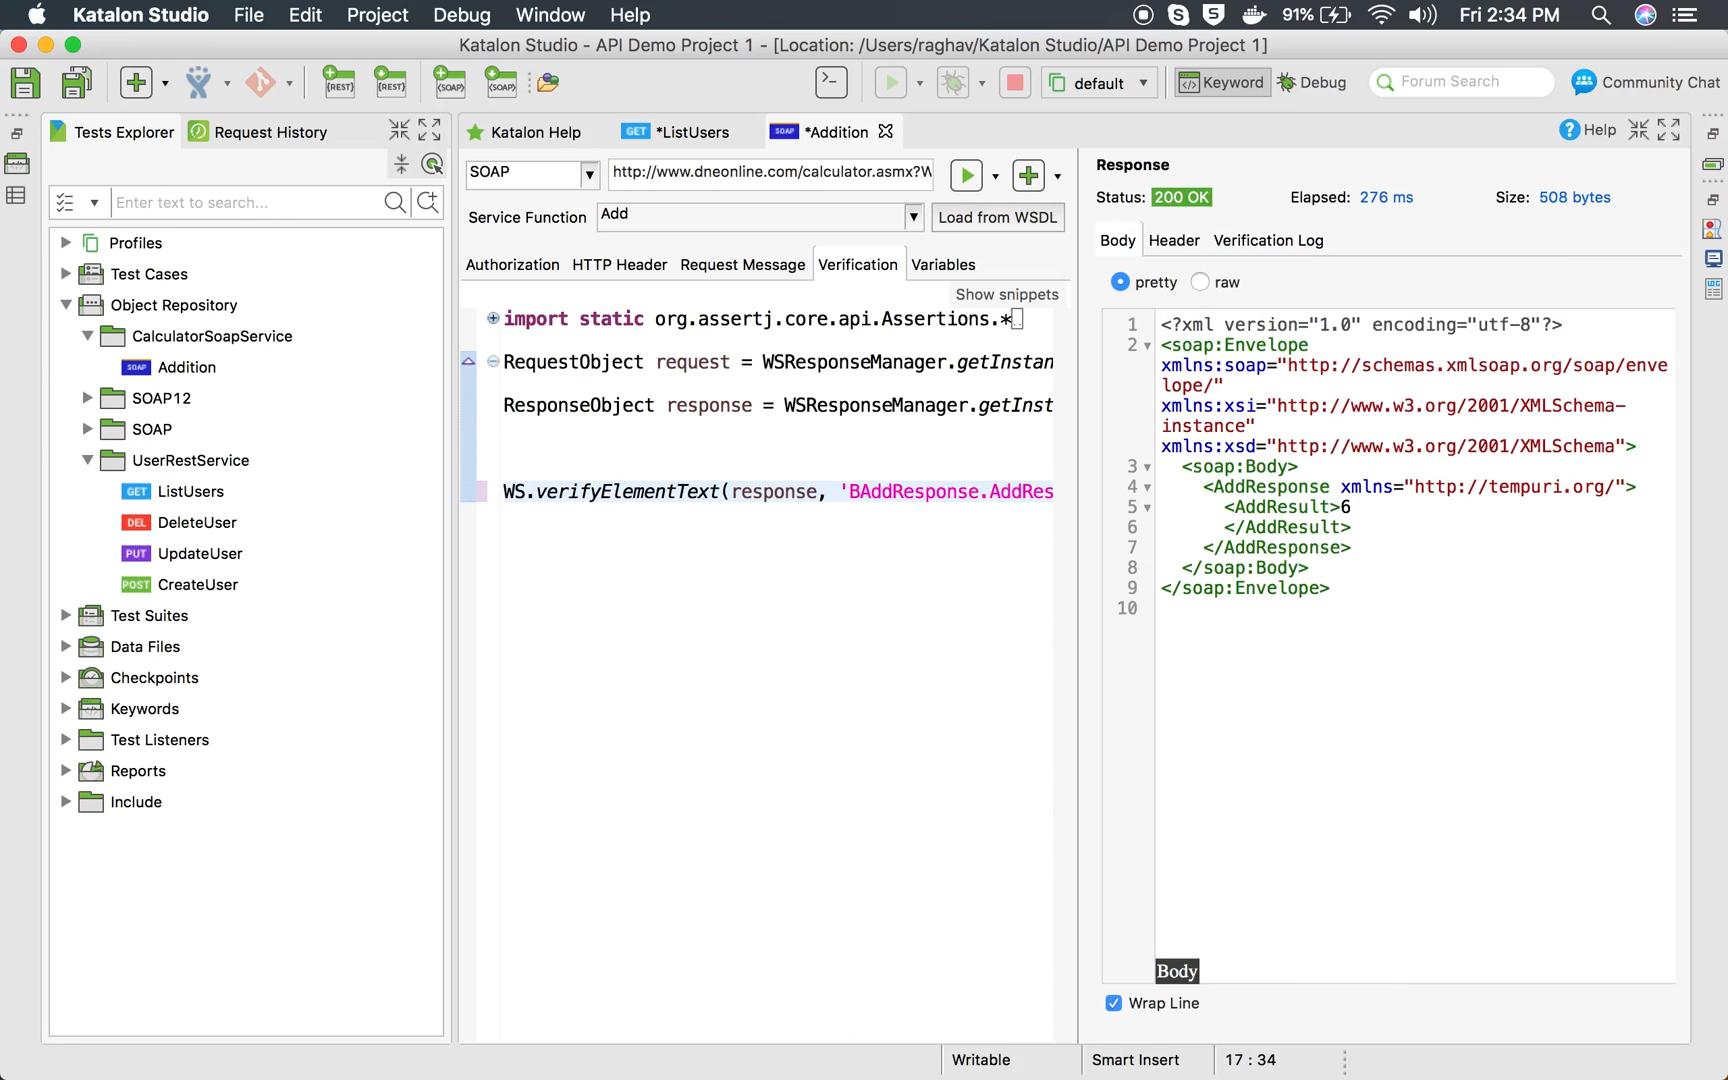 Katalon Studio File Edit Project Debug Window Help 91% Fri 2:34 PM
Katalon Studio - API Demo Project 1 - [Location: /Users/raghav/Katalon Studio/API Demo Project 1]
{REST} {REST} {SOAP} {SOAP} default Keyword Debug Forum Search Community Chat
Tests Explorer Request History
Enter text to search...
Profiles
Test Cases
Object Repository
CalculatorSoapService
SOAP Addition
SOAP12
SOAP
UserRestService
GET ListUsers
DEL DeleteUser
PUT UpdateUser
POST CreateUser
Test Suites
Data Files
Checkpoints
Keywords
Test Listeners
Reports
Include
Katalon Help GET *ListUsers SOAP *Addition Help
SOAP http://www.dneonline.com/calculator.asmx?W
Service Function Add Load from WSDL
Authorization HTTP Header Request Message Verification Variables
Show snippets
import static org.assertj.core.api.Assertions.*
RequestObject request = WSResponseManager.getInstan
ResponseObject response = WSResponseManager.getInst
WS.verifyElementText(response, 'BAddResponse.AddRes
Response
Status: 200 OK Elapsed: 276 ms Size: 508 bytes
Body Header Verification Log
pretty raw
1 <?xml version="1.0" encoding="utf-8"?>
2 <soap:Envelope
xmlns:soap="http://schemas.xmlsoap.org/soap/enve
lope/"
xmlns:xsi="http://www.w3.org/2001/XMLSchema-
instance"
xmlns:xsd="http://www.w3.org/2001/XMLSchema">
3 <soap:Body>
4 <AddResponse xmlns="http://tempuri.org/">
5 <AddResult>6
6 </AddResult>
7 </AddResponse>
8 </soap:Body>
9 </soap:Envelope>
10
Body
Wrap Line
Writable Smart Insert 17 : 34